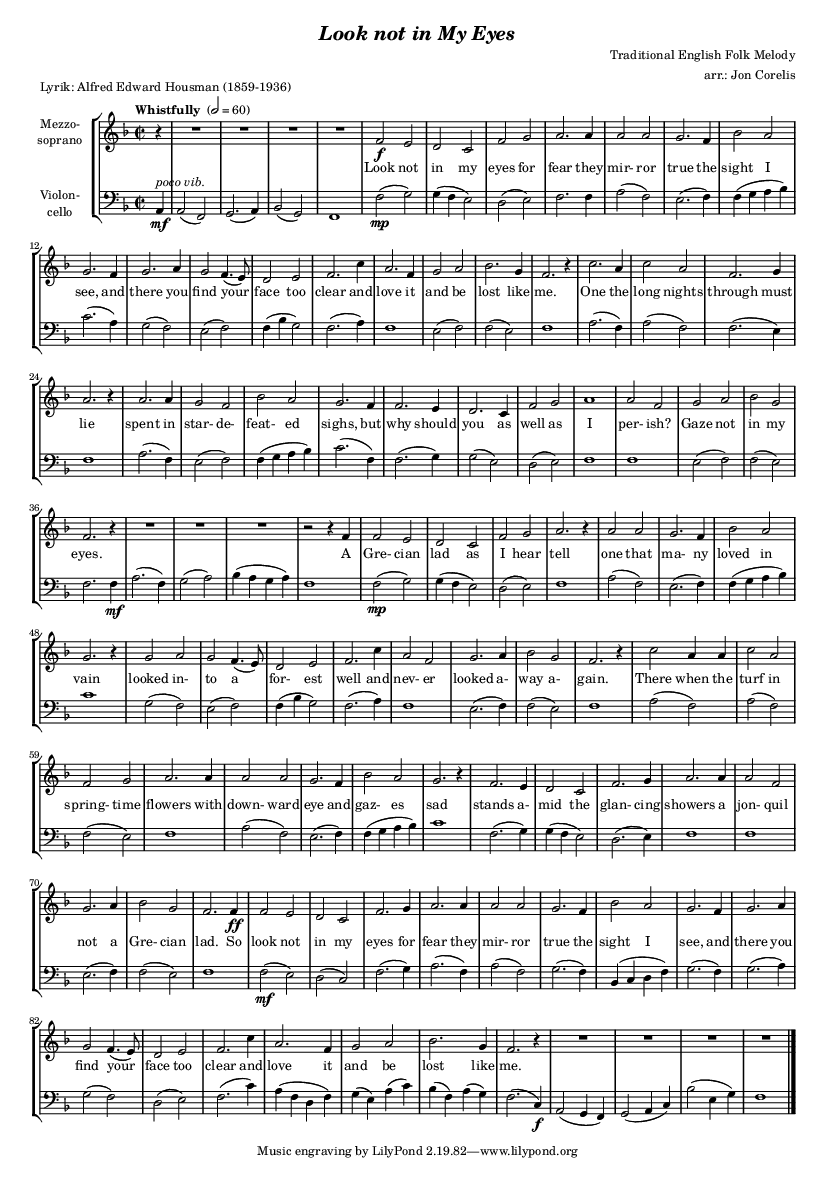 Look not in My Eyes
Traditional English Folk Melody
arr.: Jon Corelis
Lyrik: Alfred Edward Housman (1859-1936)
Whistfully (𝅗𝅥 = 60)
Mezzo-
soprano
f
Look not in my eyes for fear they mir- ror true the sight I
poco vib.
Violon-
cello
mf mp
12
see, and there you find your face too clear and love it and be lost like me. One the long nights through must
24
lie spent in star- de- feat- ed sighs, but why should you as well as I per- ish? Gaze not in my
36
eyes. A Gre- cian lad as I hear tell one that ma- ny loved in
mf mp
48
vain looked in- to a for- est well and nev- er looked a- way a- gain. There when the turf in
59
spring- time flowers with down- ward eye and gaz- es sad stands a- mid the glan- cing showers a jon- quil
70
ff
not a Gre- cian lad. So look not in my eyes for fear they mir- ror true the sight I see, and there you
mf
82
find your face too clear and love it and be lost like me.
f
Music engraving by LilyPond 2.19.82—www.lilypond.org